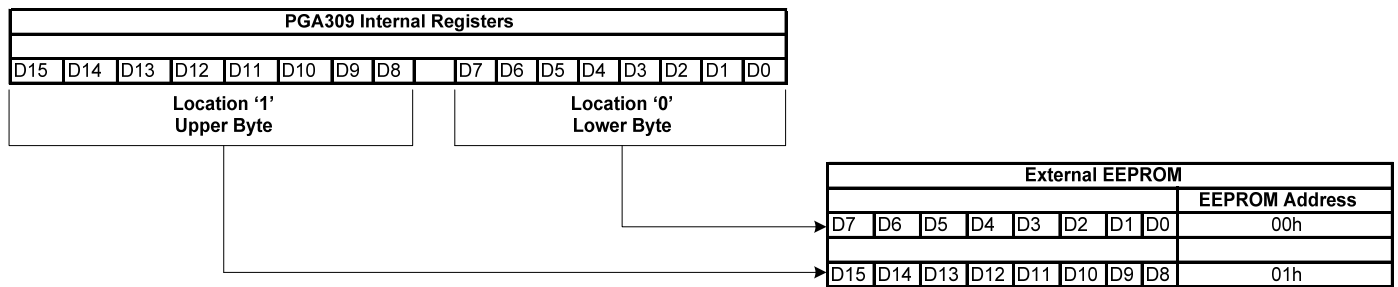 PGA309 Internal Registers
D15 D14 D13 D12 D11 D10 D9 D8 D7 D6 D5 D4 D3 D2 D1 D0
Location ‘1’
Upper Byte
Location ‘0’
Lower Byte
External EEPROM
EEPROM Address
D7 D6 D5 D4 D3 D2 D1 D0 00h
D15 D14 D13 D12 D11 D10 D9 D8 01h